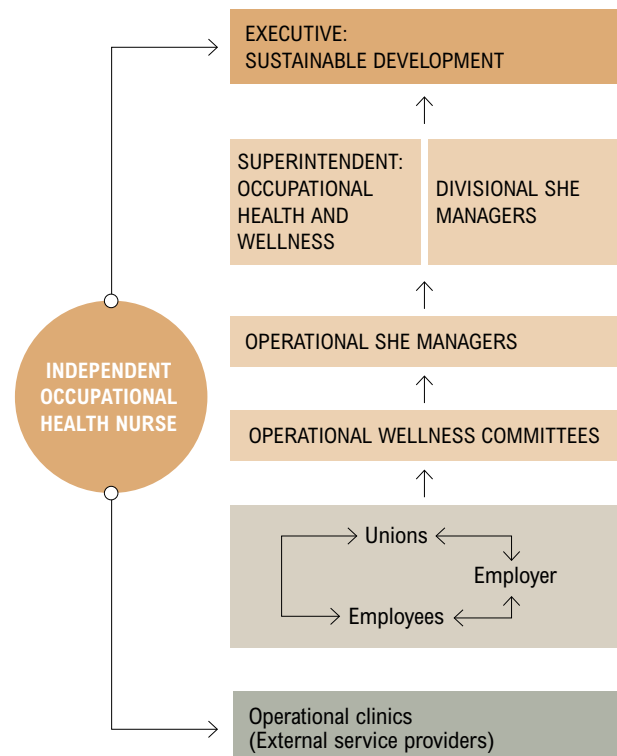 EXECUTIVE:
SUSTAINABLE DEVELOPMENT
SUPERINTENDENT:
OCCUPATIONAL
HEALTH AND
WELLNESS
DIVISIONAL SHE
MANAGERS
OPERATIONAL SHE MANAGERS
INDEPENDENT
OCCUPATIONAL
HEALTH NURSE
OPERATIONAL WELLNESS COMMITTEES
Unions
Employer
Employees
Operational clinics
(External service providers)